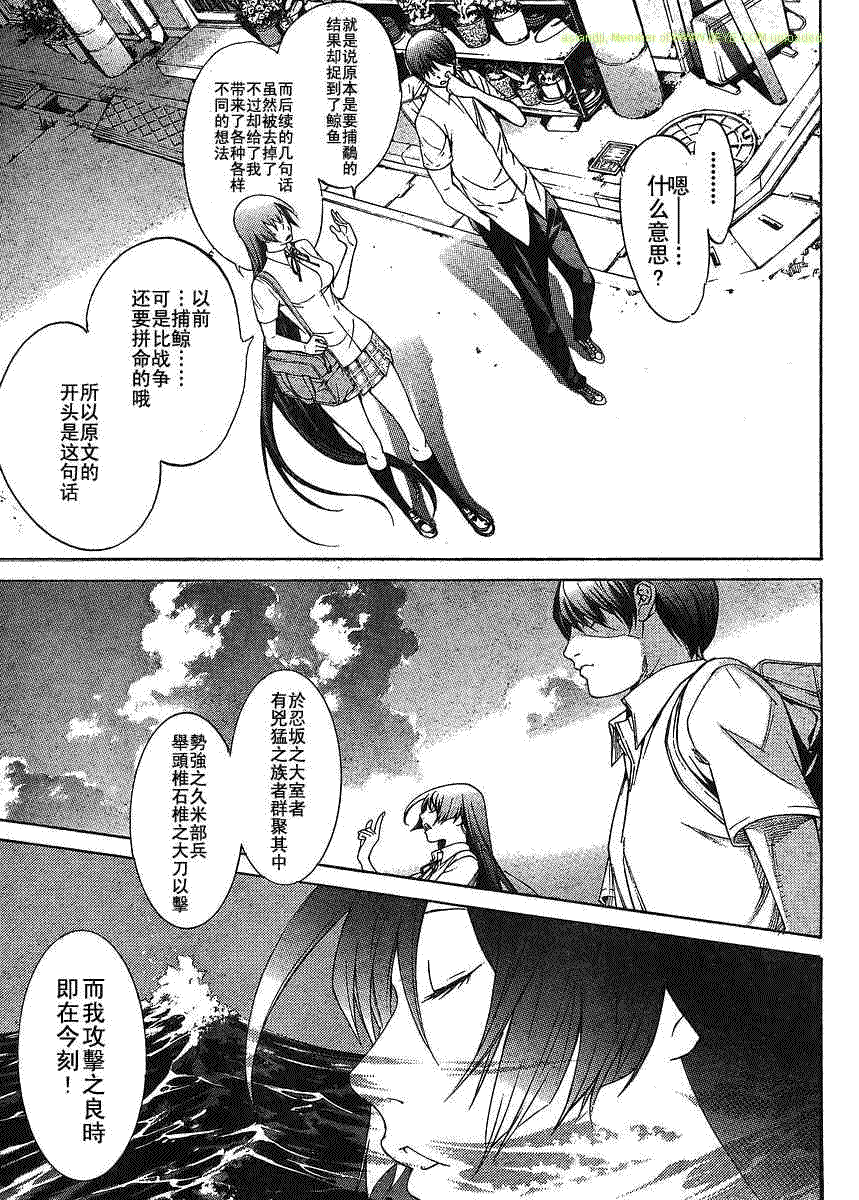 ………
嗯——……
什么意思？
就是说原本是要捕鷸的
结果却捉到了鲸鱼
而后续的几句话
虽然被去掉了
不过却给了我
带来了各种各样
不同的想法
以前
…捕鲸……
可是比战争
还要拼命的哦
所以原文的
开头是这句话
於忍坂之大室者
有兇猛之族者群聚其中
勢強之久米部兵
舉頭椎石椎之大刀以擊
而我攻擊之良時
即在今刻！